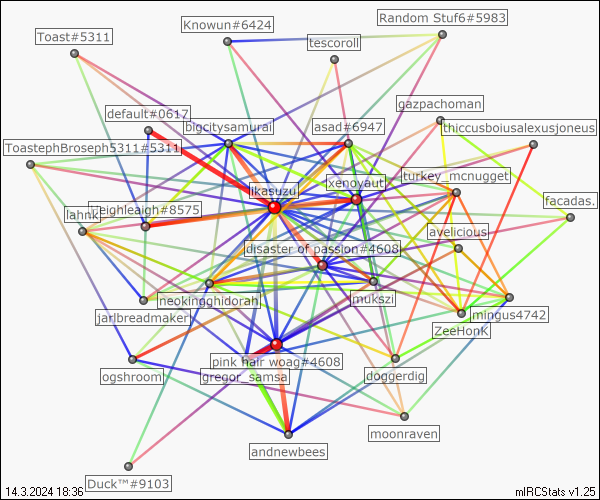 Random Stuf6#5983
Knowun#6424
Toast#5311
tescoroll
gazpachoman
default#0617
bigcitysamurai
asad#6947
thiccusboiusalexusjoneus
ToastephBroseph5311#5311
turkey_mcnugget
xenoyaut
ikasuzu
facadas.
lahnk
leighleaigh#8575
avelicious
disaster of passion#4608
neokingghidorah
jmukszi
jarlbreadmaker
mingus4742
ZeeHonK
pink hair woag#4608
gregor_samsa
doggerdig
ogshroom
moonraven
andnewbees
Duck™#9103
14.3.2024 18:36
mIRCStats v1.25